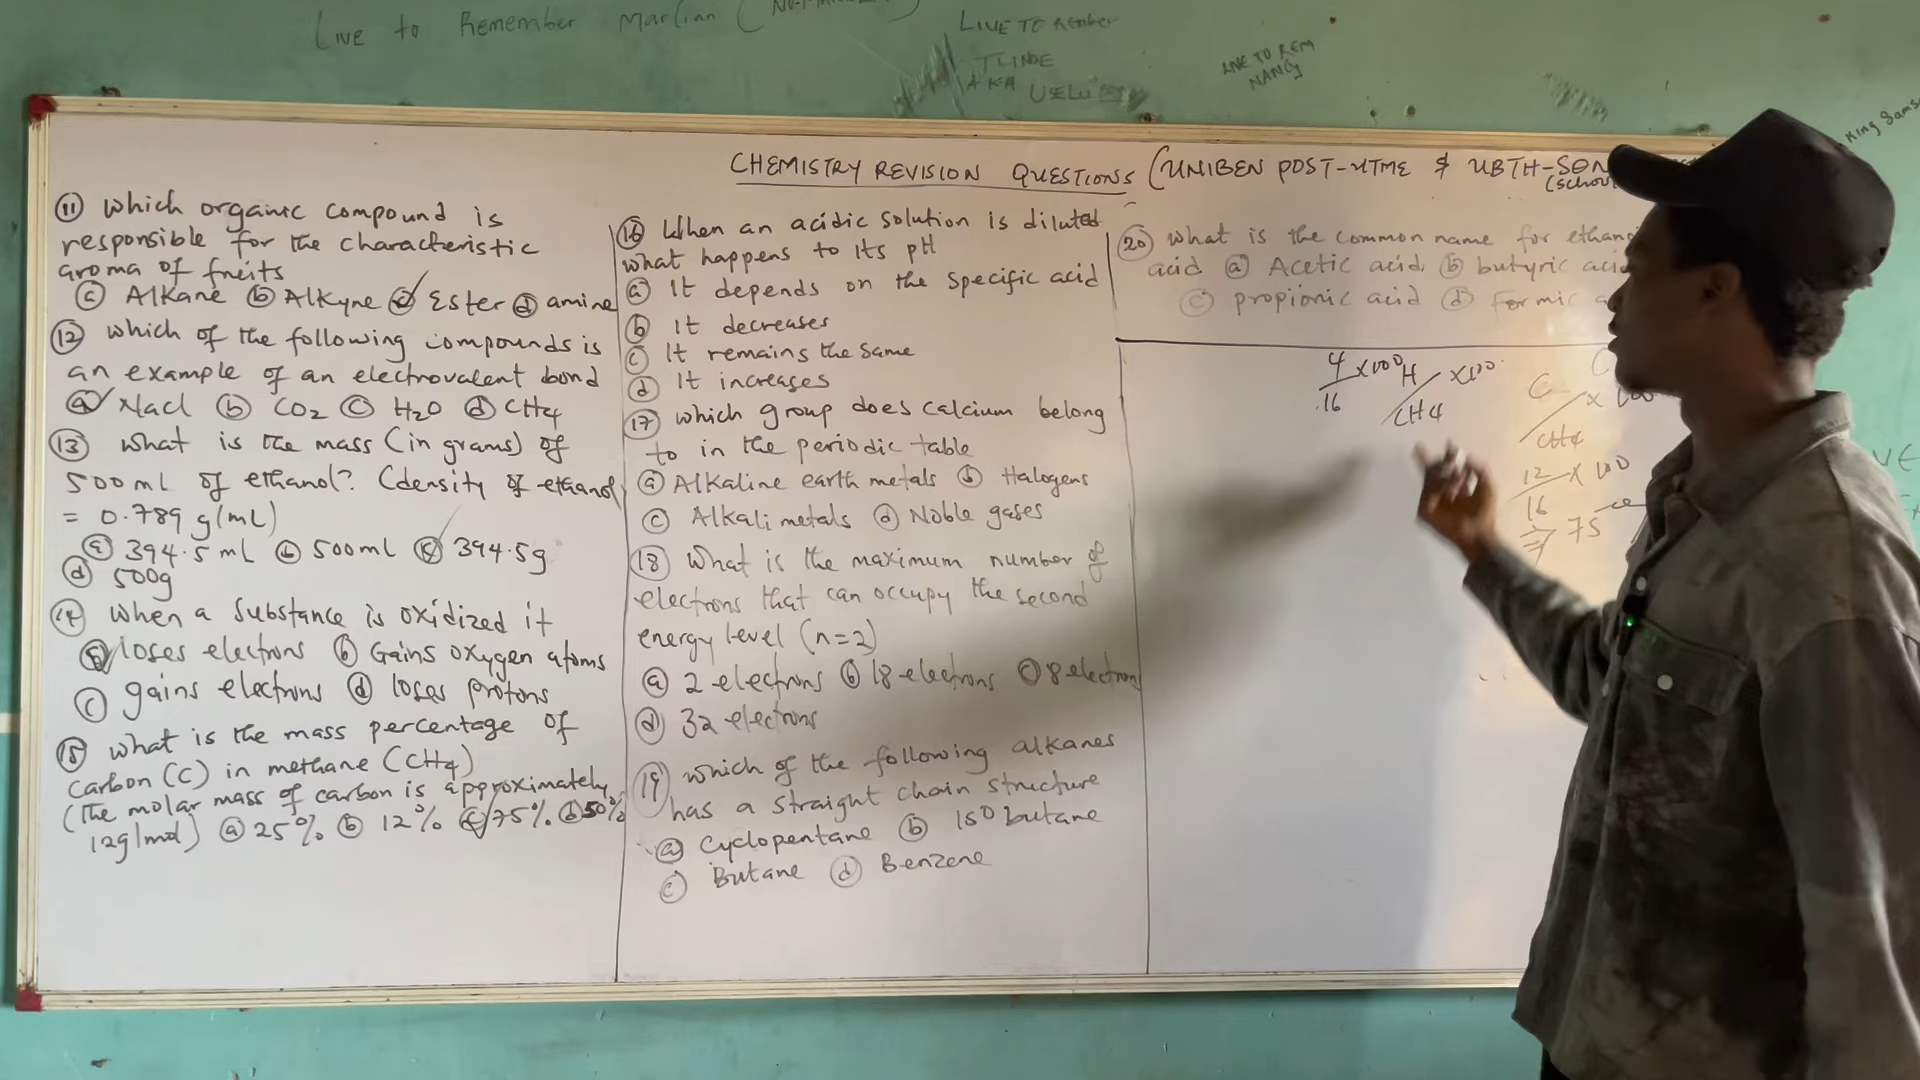 Live to Remember Marlian (
LIVE TO
TLINDE
AKA USELU
LIVE TO REM
NANCY
King Sams
CHEMISTRY REVISION QUESTIONS (UNIBEN POST-UTME & UBTH-SON
(School
⑪ Which organic compound is
responsible for the characteristic
aroma of fruits
ⓐ Alkane ⓑ Alkyne ⓒ Ester ⓓ amine
⑫ which of the following compounds is
an example of an electrovalent bond
ⓐ Nacl ⓑ CO2 ⓒ H2O ⓓ CH4
⑬ what is the mass (in grams) of
500ml of ethanol? (density of ethanol
= 0.789 g/mL)
ⓐ 394.5 mL ⓑ 500ml ⓒ 394.5g
ⓓ 500g
⑭ when a substance is oxidized it
ⓐ loses electrons ⓑ Gains oxygen atoms
ⓒ gains electrons ⓓ loses protons
⑮ what is the mass percentage of
carbon (C) in methane (CH4)
(The molar mass of carbon is approximately
12g/mol) ⓐ 25% ⓑ 12% ⓒ 75% ⓓ 50%
⑯ When an acidic solution is diluted
what happens to its pH
ⓐ It depends on the specific acid
ⓑ It decreases
ⓒ It remains the same
ⓓ It increases
⑰ which group does calcium belong
to in the periodic table
ⓐ Alkaline earth metals ⓑ Halogens
ⓒ Alkali metals ⓓ Noble gases
⑱ What is the maximum number of
electrons that can occupy the second
energy level (n=2)
ⓐ 2 electrons ⓑ 18 electrons ⓒ 8 electrons
ⓓ 32 electrons
⑲ which of the following alkanes
has a straight chain structure
ⓐ Cyclopentane ⓑ Isobutane
ⓒ Butane ⓓ Benzene
⑳ What is the common name for ethan
acid ⓐ Acetic acid ⓑ butyric acid
ⓒ propionic acid ⓓ Formic a
4/16 x100 H/CH4 x100
C/CH4 x 100
12/16 x 100
⇒ 75